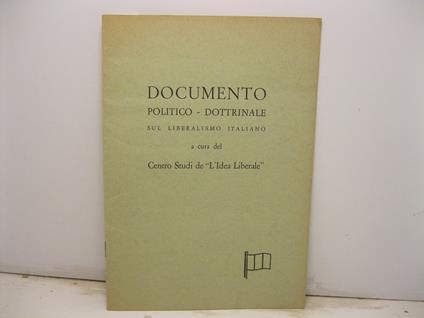 DOCUMENTO
POLITICO - DOTTRINALE
SUL LIBERALISMO ITALIANO
a cura del
Centro Studi de "L'Idea Liberale"